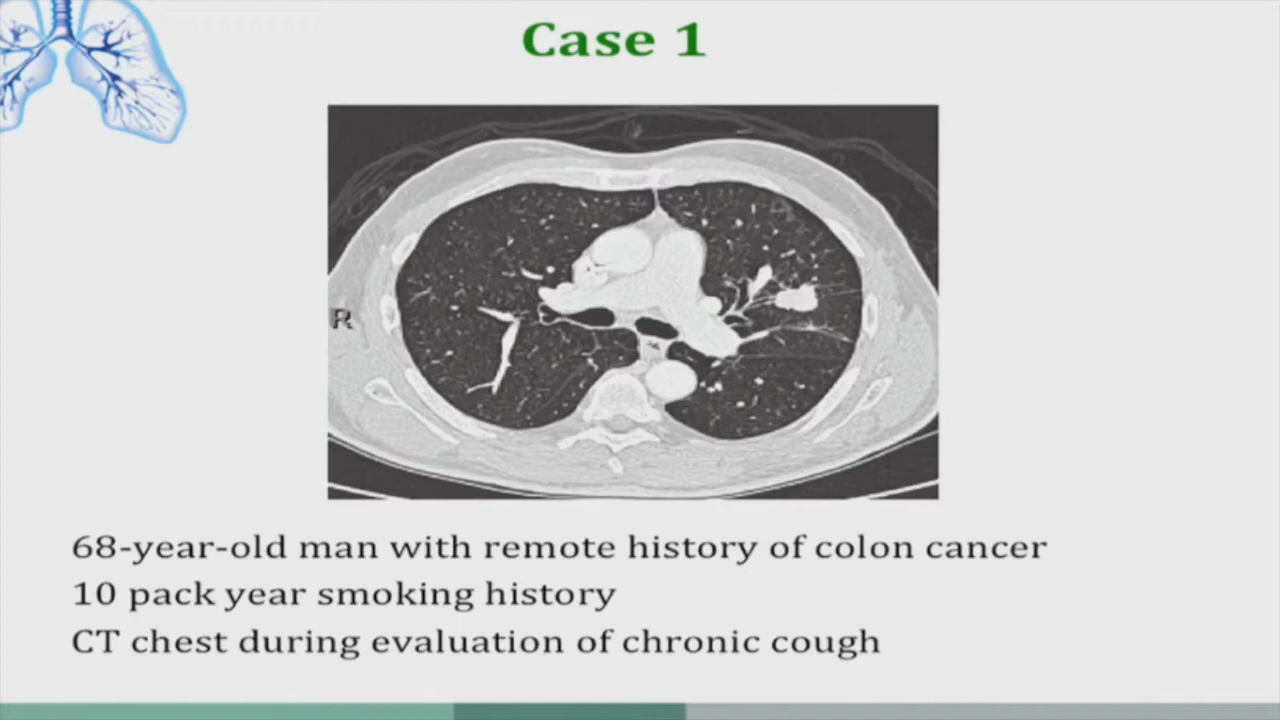 Case 1
R
68-year-old man with remote history of colon cancer
10 pack year smoking history
CT chest during evaluation of chronic cough